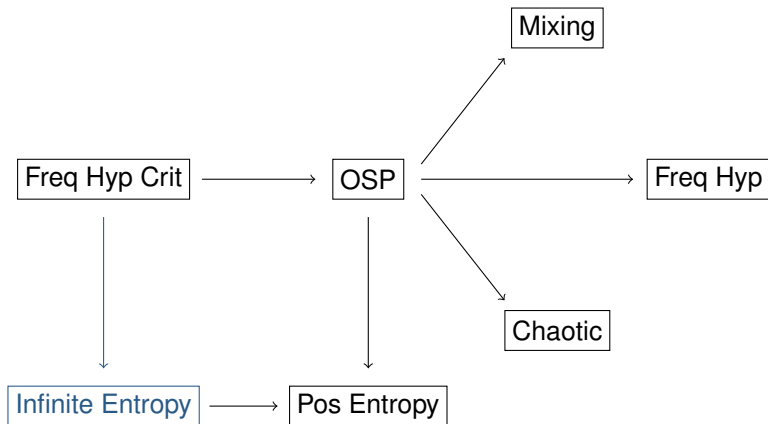 Mixing
Freq Hyp Crit
OSP
Freq Hyp
Chaotic
Infinite Entropy
Pos Entropy